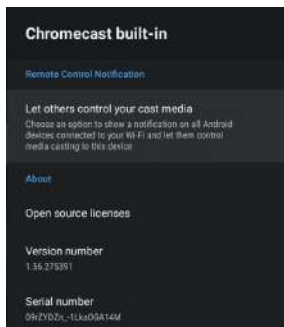 Chromecast built-in
Remote Control Notification
Let others control your cast media
Choose an option to show a notification on all Android
devices connected to your Wi-Fi and let them control
media casting to this device
About
Open source licenses
Version number
1.56.275391
Serial number